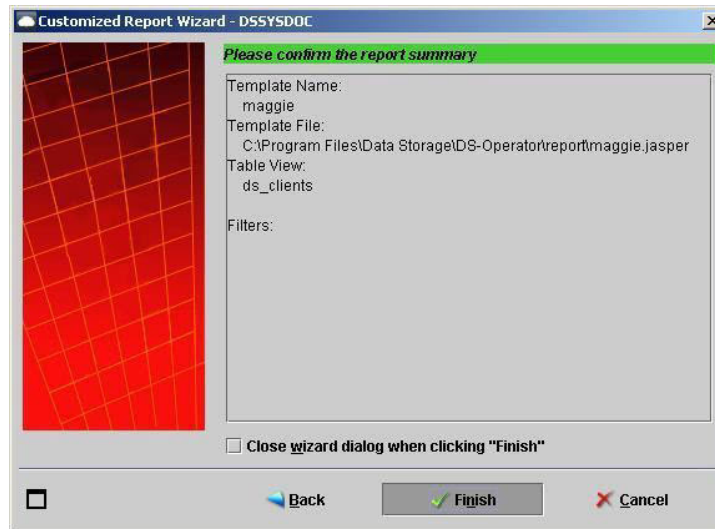 Customized Report Wizard - DSSYSDOC
Please confirm the report summary
Template Name:
maggie
Template File:
C:\Program Files\Data Storage\DS-Operator\report\maggie.jasper
Table View:
ds_clients
Filters:
Close wizard dialog when clicking "Finish"
Back
Finish
Cancel